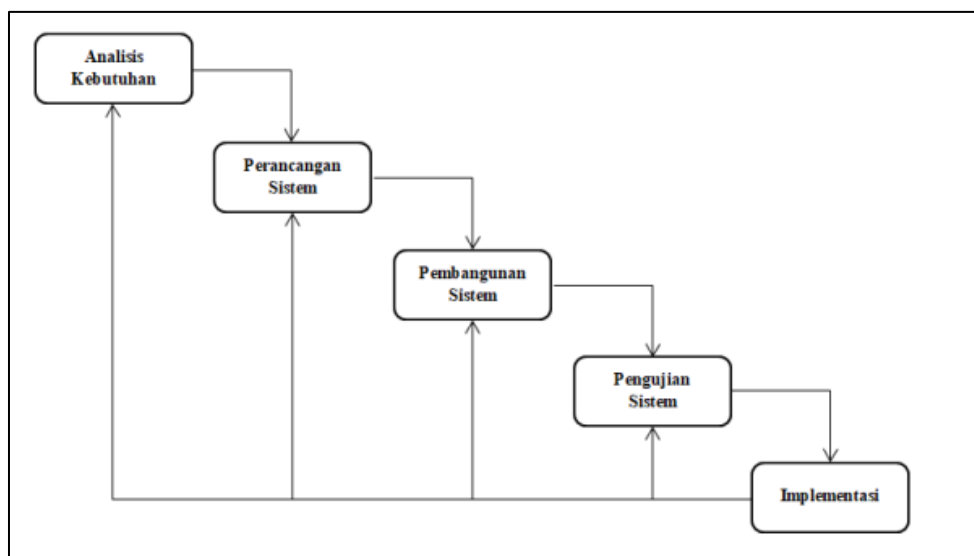 Analisis
Kebutuhan
Perancangan
Sistem
Pembangunan
Sistem
Pengujian
Sistem
Implementasi